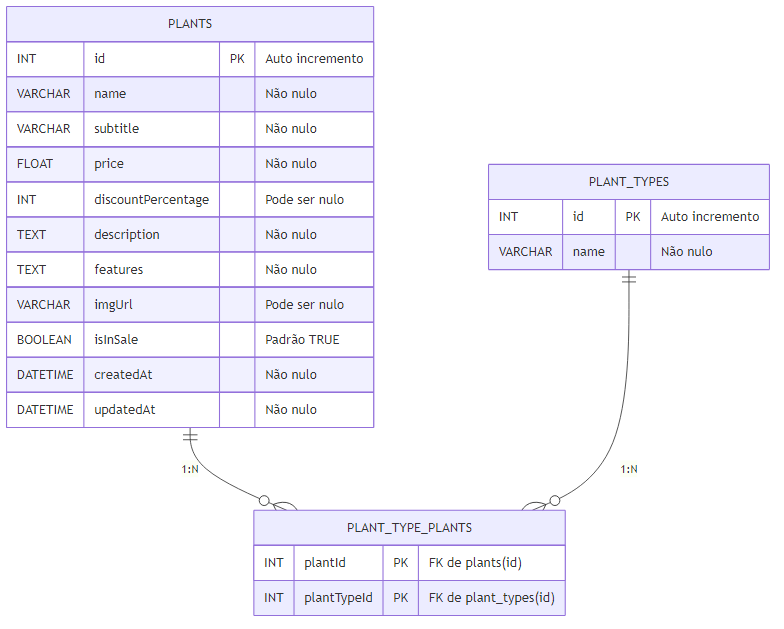 PLANTS
INT id PK Auto incremento
VARCHAR name Não nulo
VARCHAR subtitle Não nulo
FLOAT price Não nulo
INT discountPercentage Pode ser nulo
TEXT description Não nulo
TEXT features Não nulo
VARCHAR imgUrl Pode ser nulo
BOOLEAN isInSale Padrão TRUE
DATETIME createdAt Não nulo
DATETIME updatedAt Não nulo
PLANT_TYPES
INT id PK Auto incremento
VARCHAR name Não nulo
1:N
1:N
PLANT_TYPE_PLANTS
INT plantId PK FK de plants(id)
INT plantTypeId PK FK de plant_types(id)